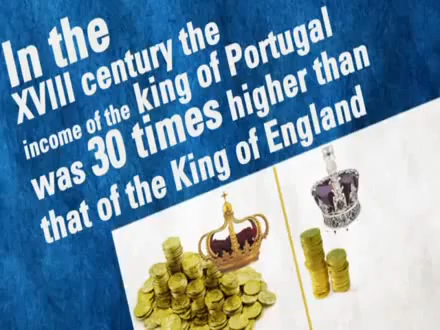 In the
XVIII century the
income of the king of Portugal
was 30 times higher than
that of the King of England